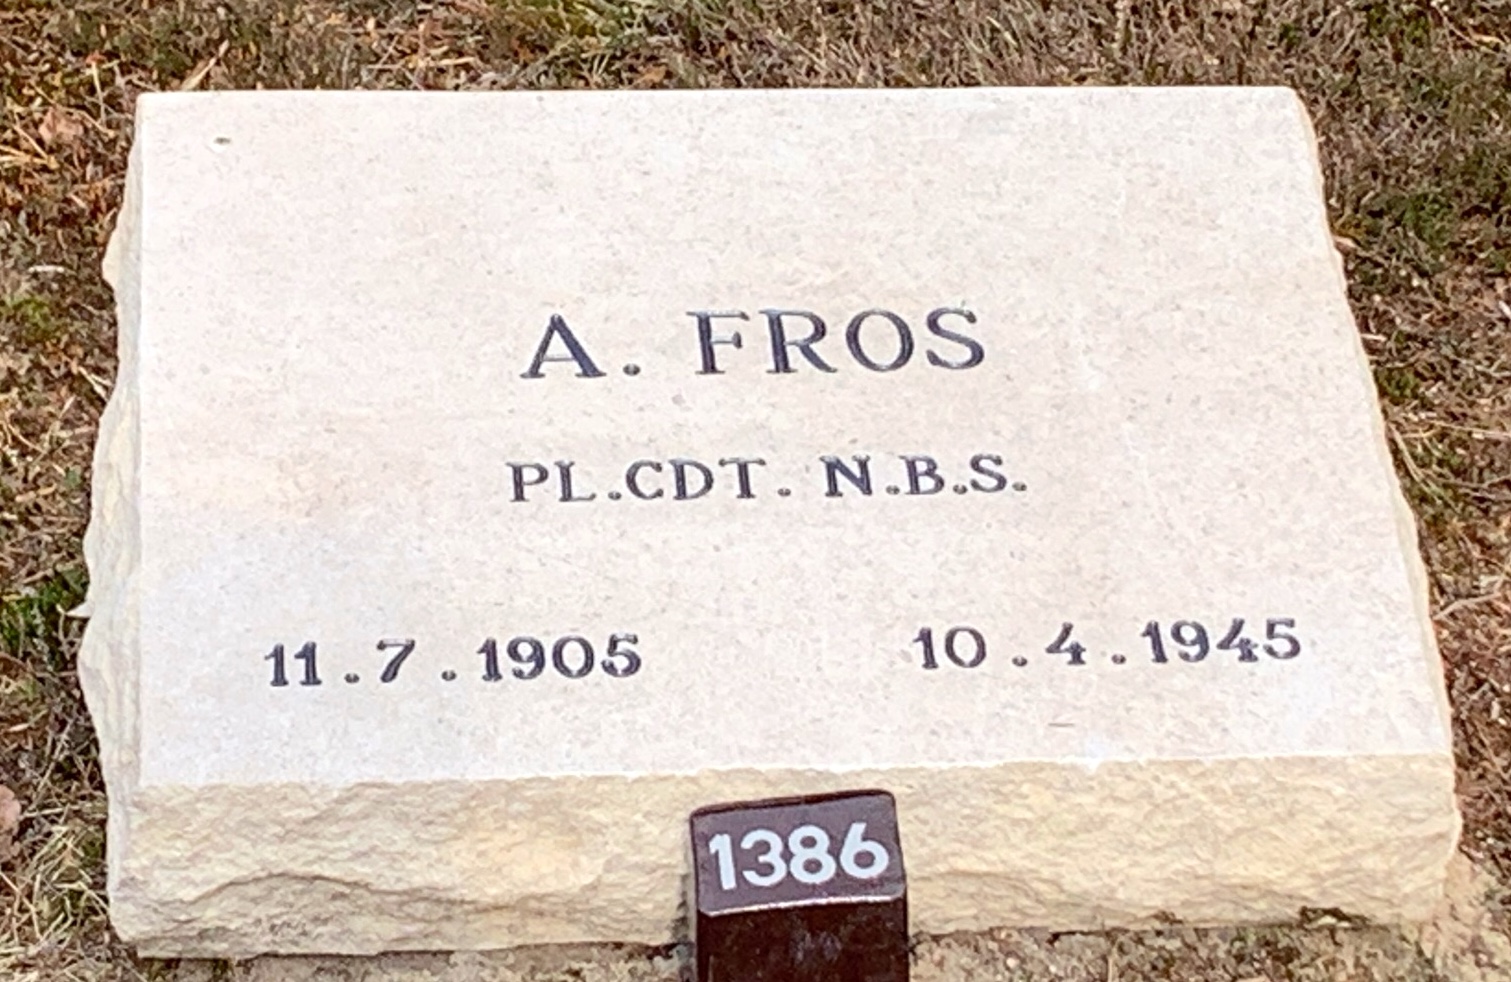 A. FROS
PL.CDT. N.B.S.
11.7.1905 10.4.1945
1386